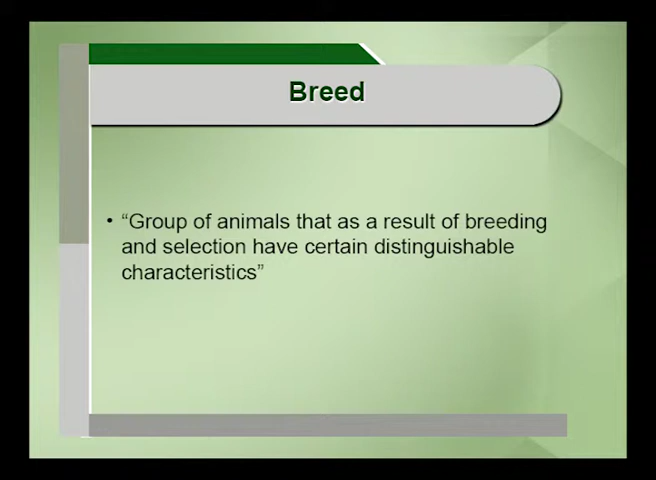 Breed
• “Group of animals that as a result of breeding
and selection have certain distinguishable
characteristics”